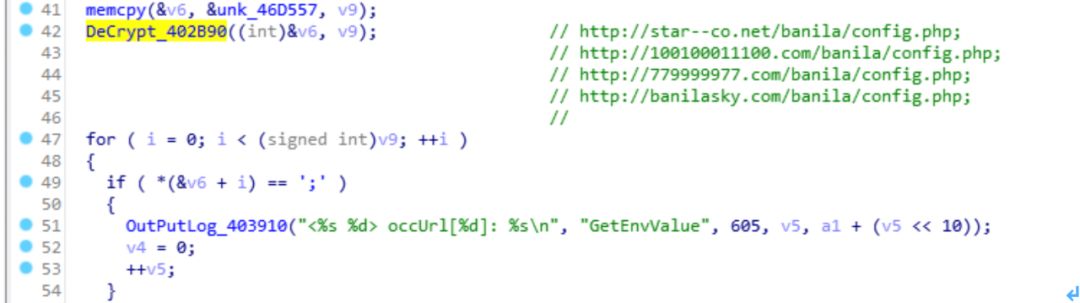 41 memcpy(&v6, &unk_46D557, v9);
42 DeCrypt_402B90((int)&v6, v9); // http://star--co.net/banila/config.php;
43 // http://100100011100.com/banila/config.php;
44 // http://779999977.com/banila/config.php;
45 // http://banilasky.com/banila/config.php;
46 //
47 for ( i = 0; i < (signed int)v9; ++i )
48 {
49 if ( *(&v6 + i) == ';' )
50 {
51 OutPutLog_403910("<%s %d> occUrl[%d]: %s\n", "GetEnvValue", 605, v5, a1 + (v5 << 10));
52 v4 = 0;
53 ++v5;
54 }